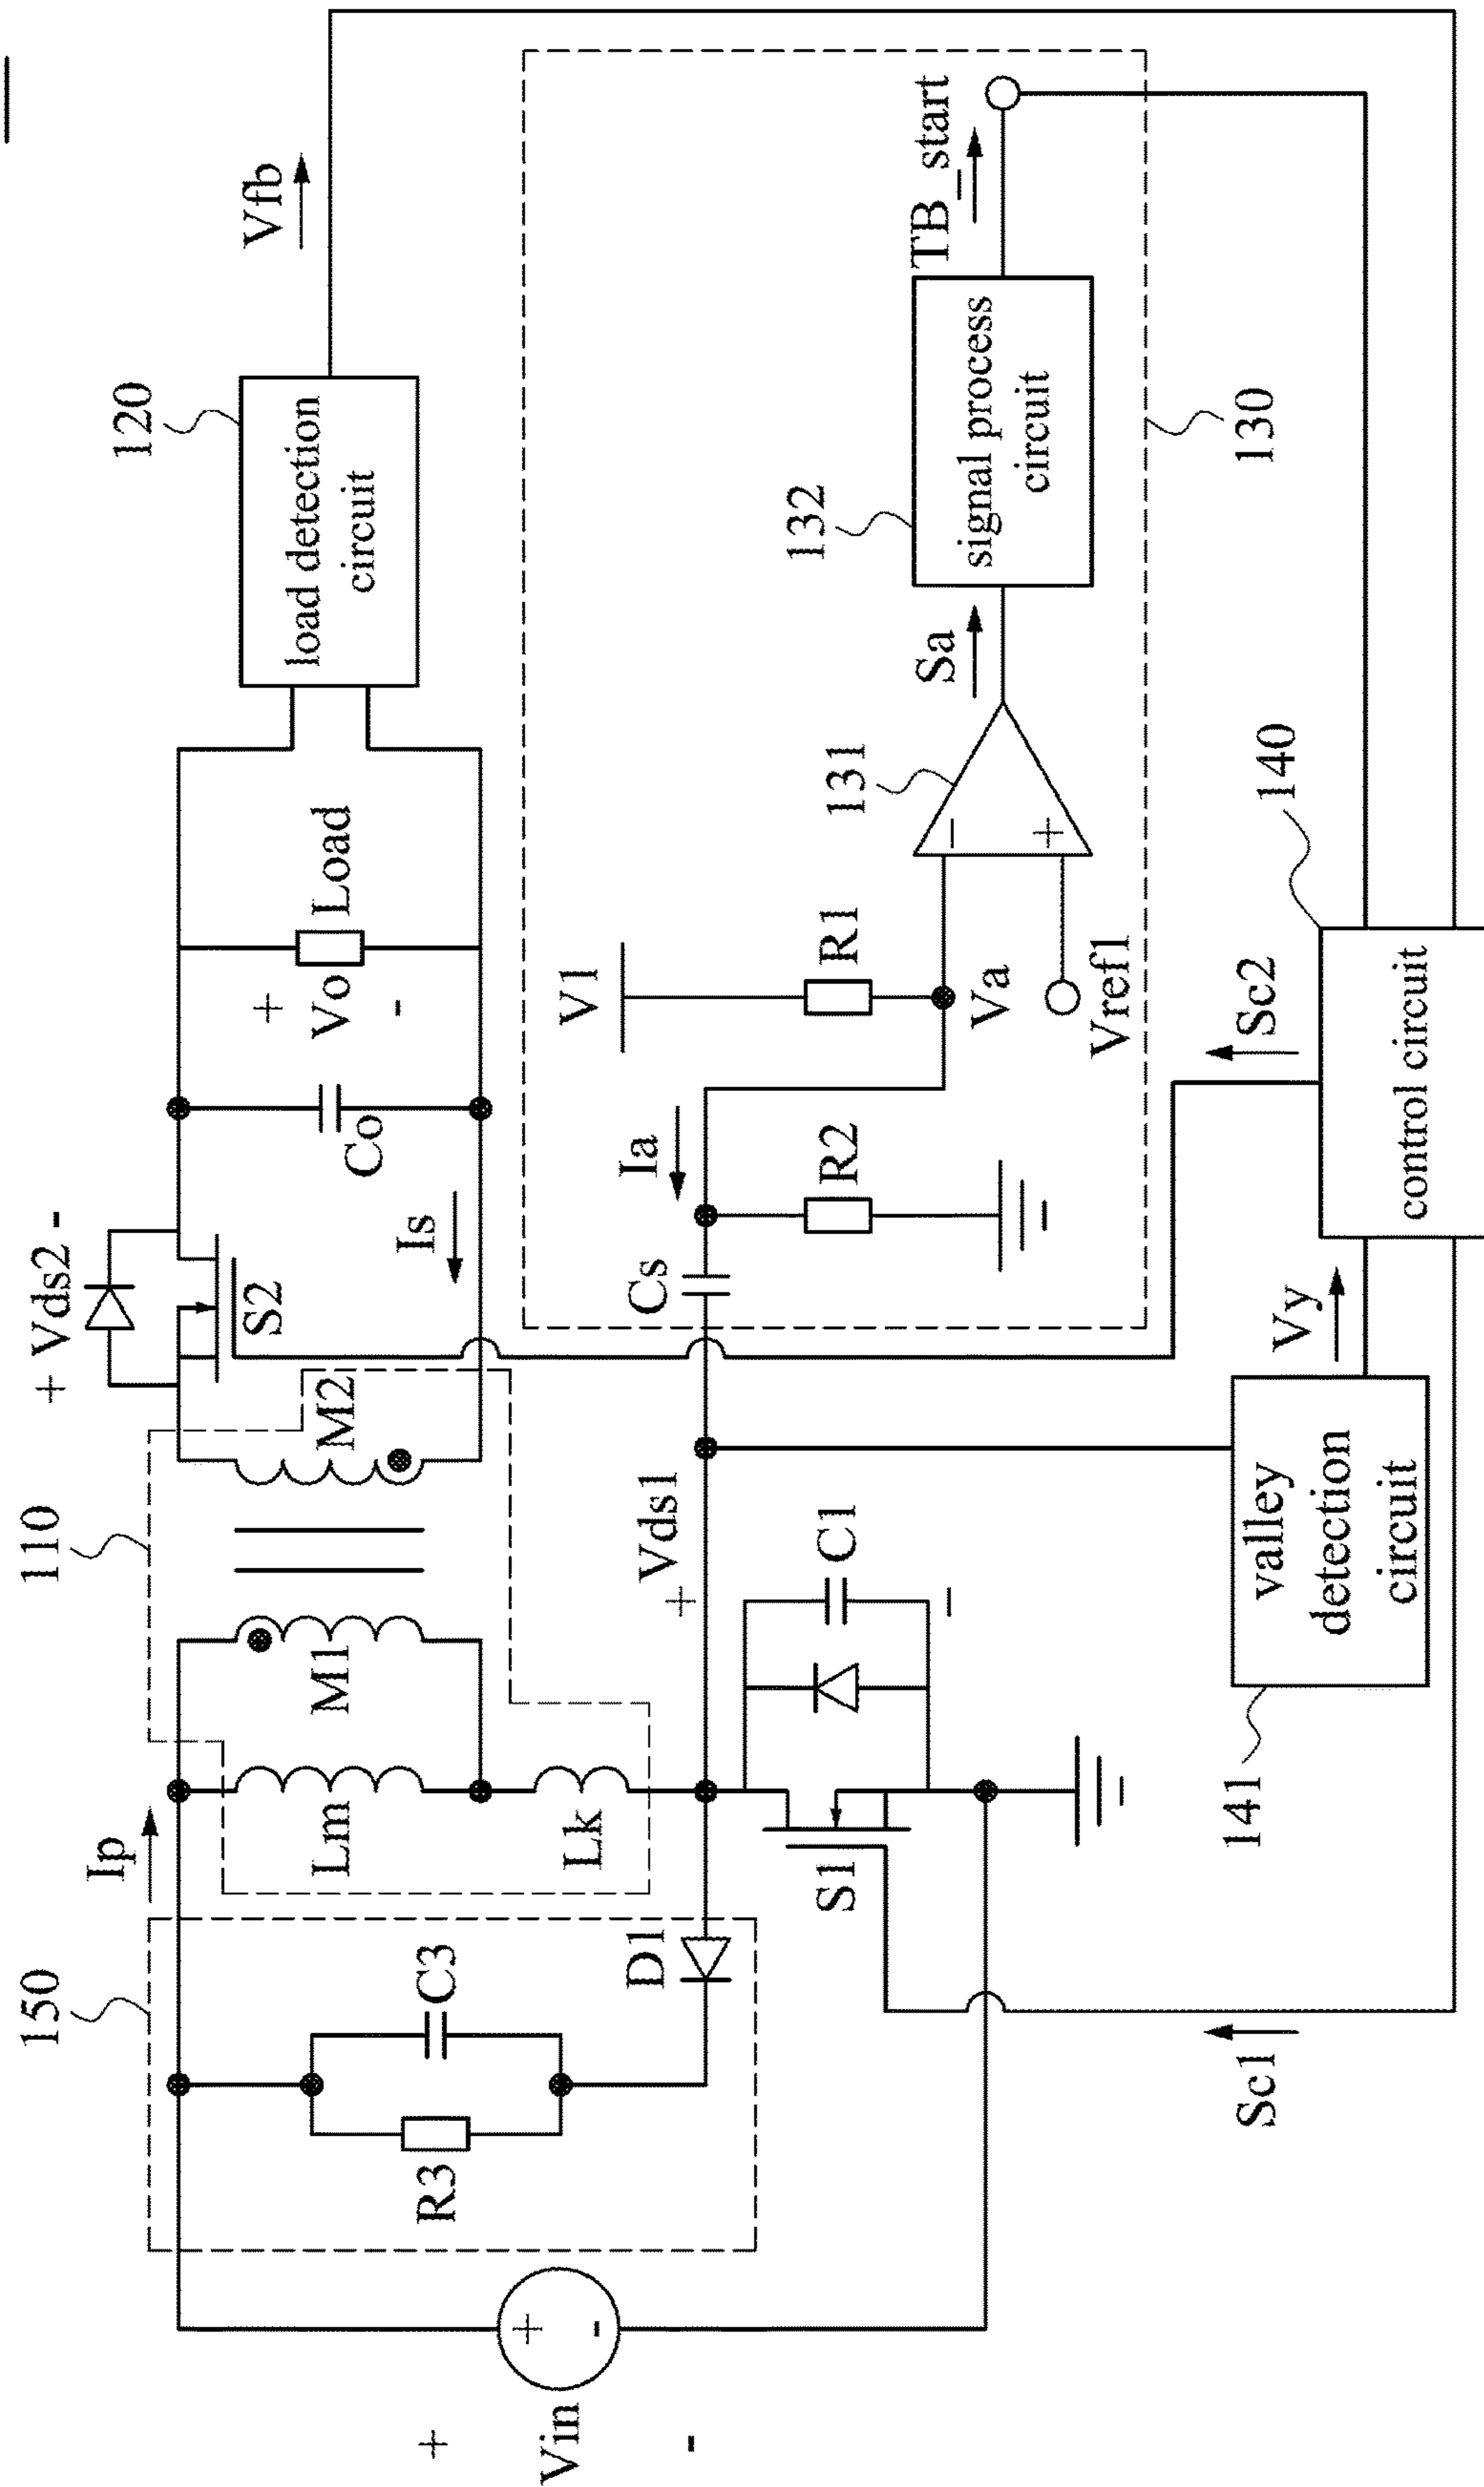 Vin
+
-
+
-
150
R3
C3
D1
Ip
Lm
Lk
M1
110
M2
S1
C1
+
Vds1
-
+ Vds2 -
S2
Is
Co
+
Vo
-
Load
120
load detection
circuit
Vfb
Cs
Ia
R2
V1
R1
Va
Vref1
-
+
131
Sa
132
signal process
circuit
TB_start
130
141
valley
detection
circuit
Vy
Sc1
Sc2
140
control circuit